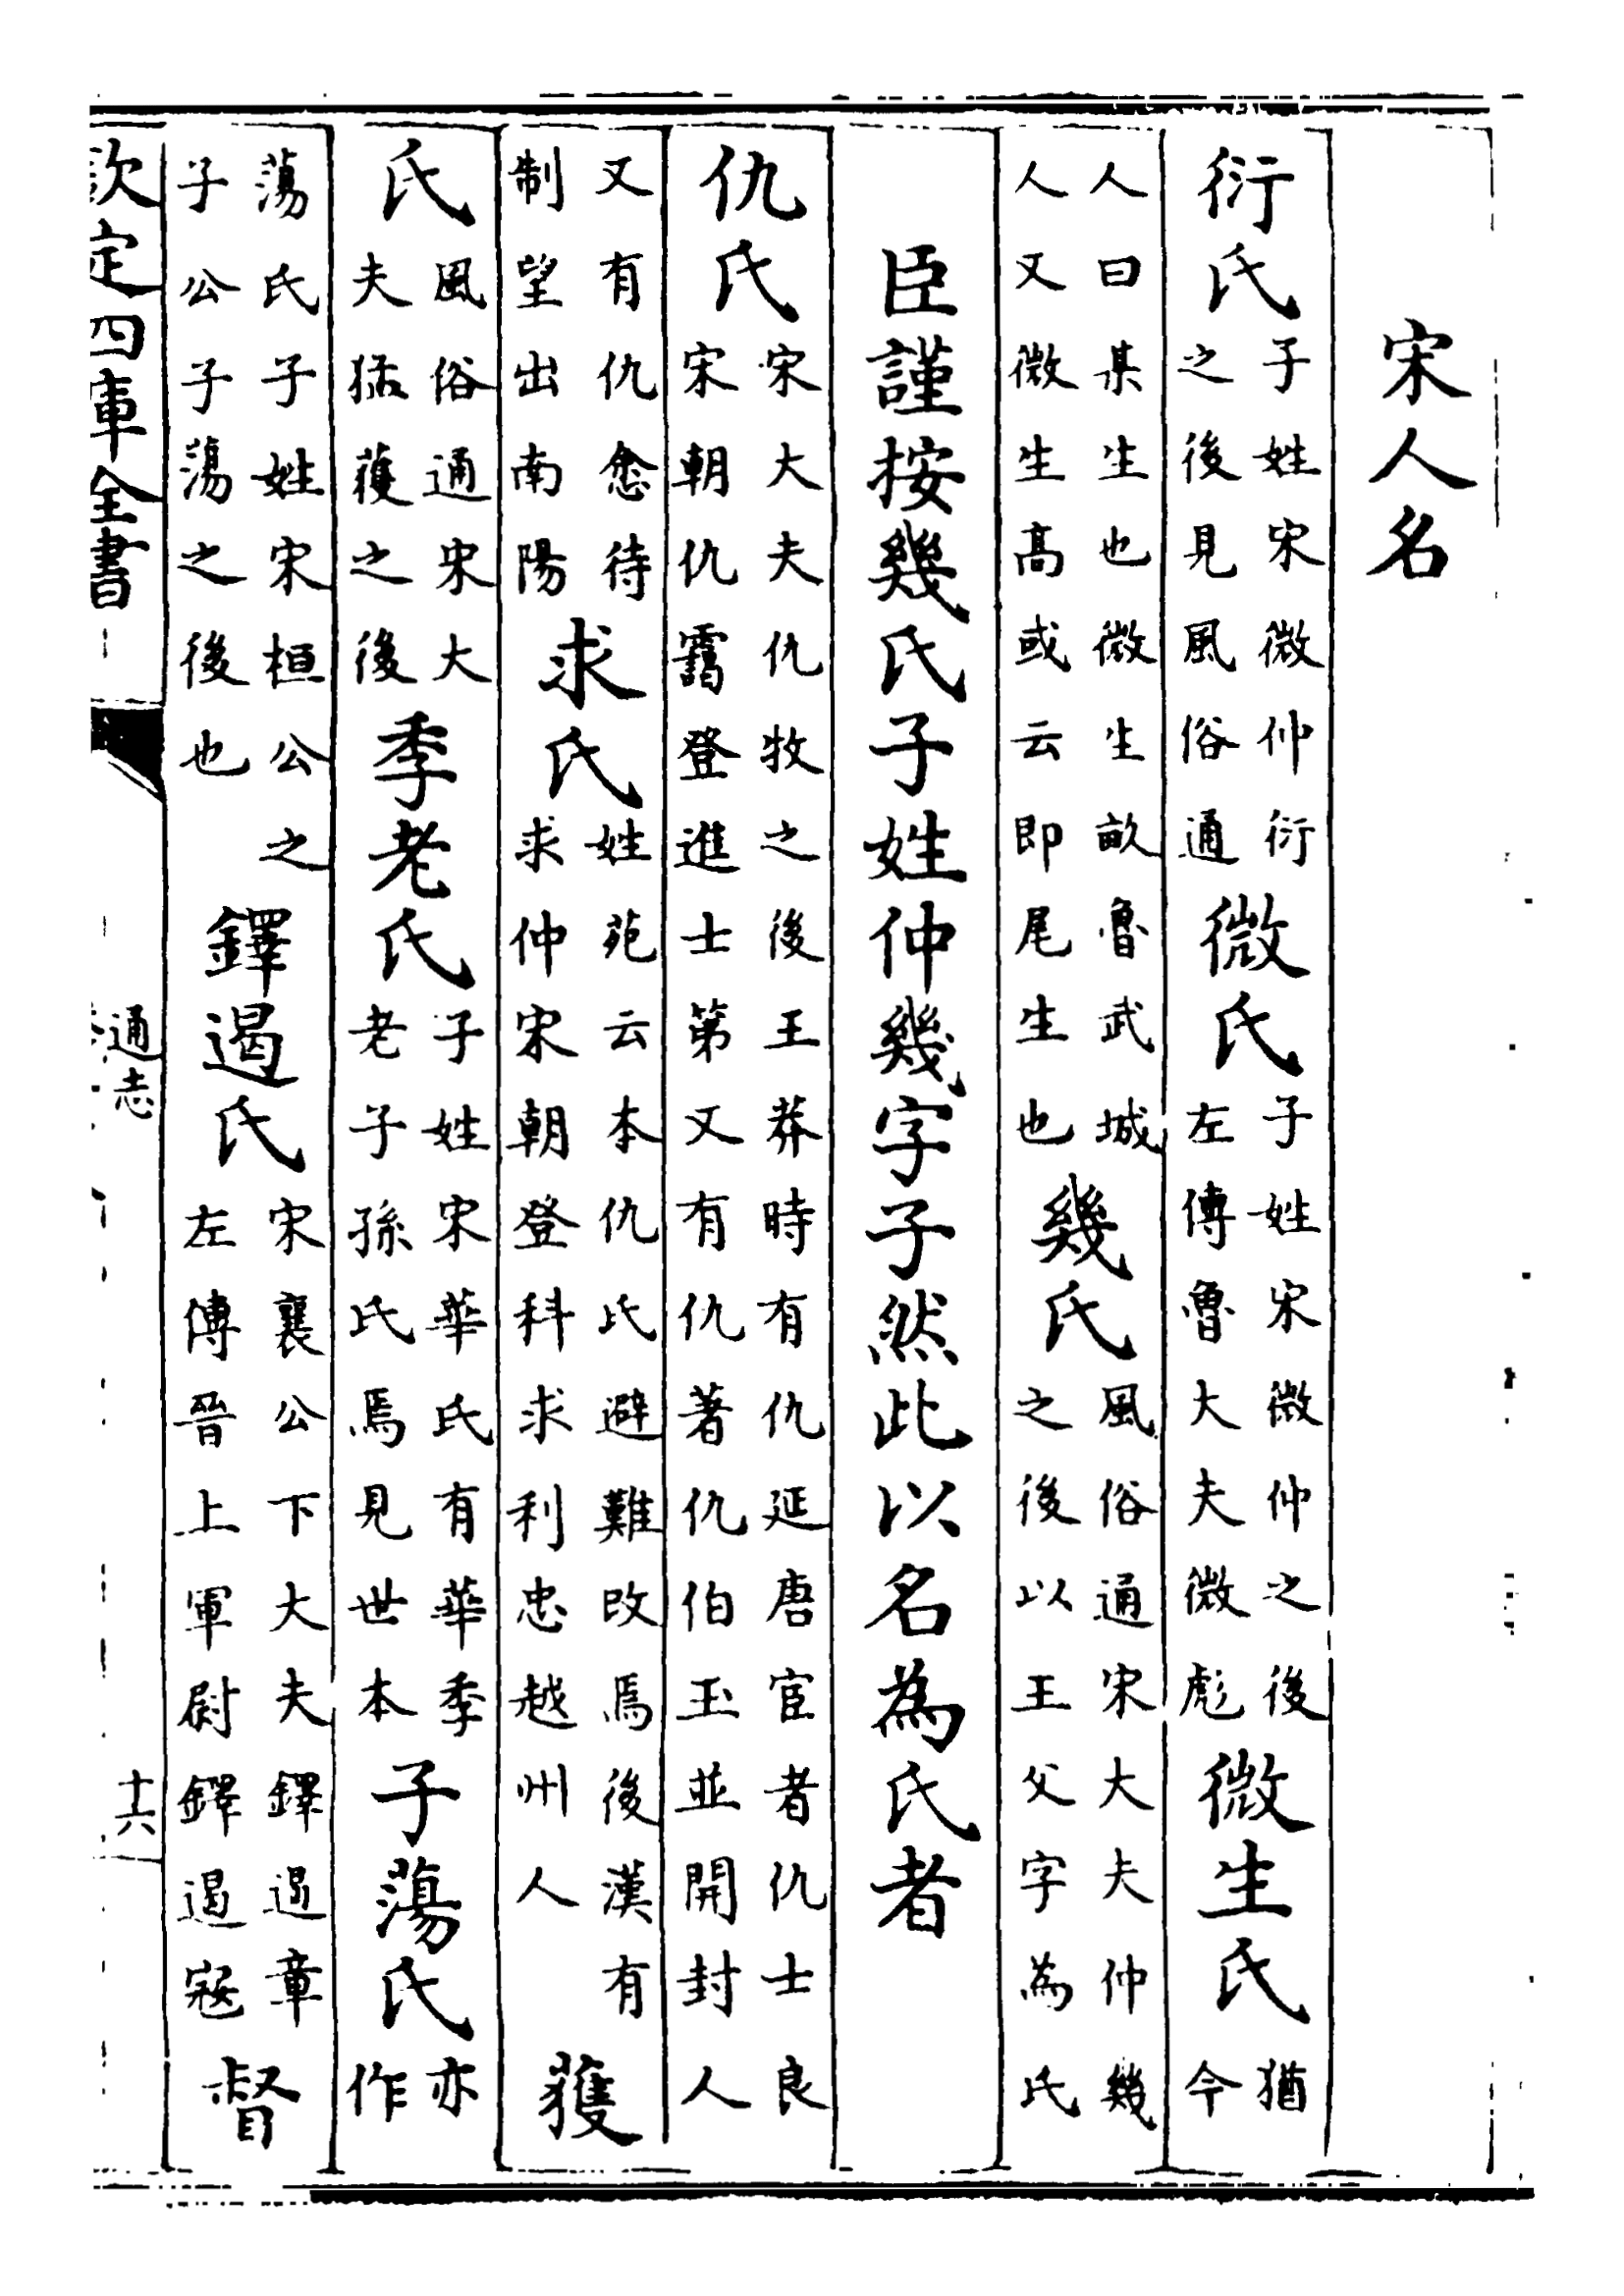 宋人名
衍氏子姓宋微仲衍之後見風俗通微氏子姓宋微仲之後左傳魯大夫微彪微生氏猶今
人曰某生也微生畝魯武城人又微生高或云即尾生也幾氏風俗通宋大夫仲幾之後以王父字為氏
臣謹按幾氏子姓仲幾字子然此以名為氏者
仇氏宋大夫仇牧之後王莽時有仇延唐宦者仇士良宋朝仇靄登進士第又有仇著仇伯玉並開封人
又有仇悆待制望出南陽求氏姓苑云本仇氏避難改焉後漢有求仲宋朝登科求利忠越州人獲
氏風俗通宋大夫猛獲之後季老氏子姓宋華氏有華季老子孫氏焉見世本子蕩氏亦作
蕩氏子姓宋桓公之子公子蕩之後也鐸遏氏宋襄公下大夫鐸遏章左傳晉上軍尉鐸遏寇督
欽定四庫全書
通志
十六